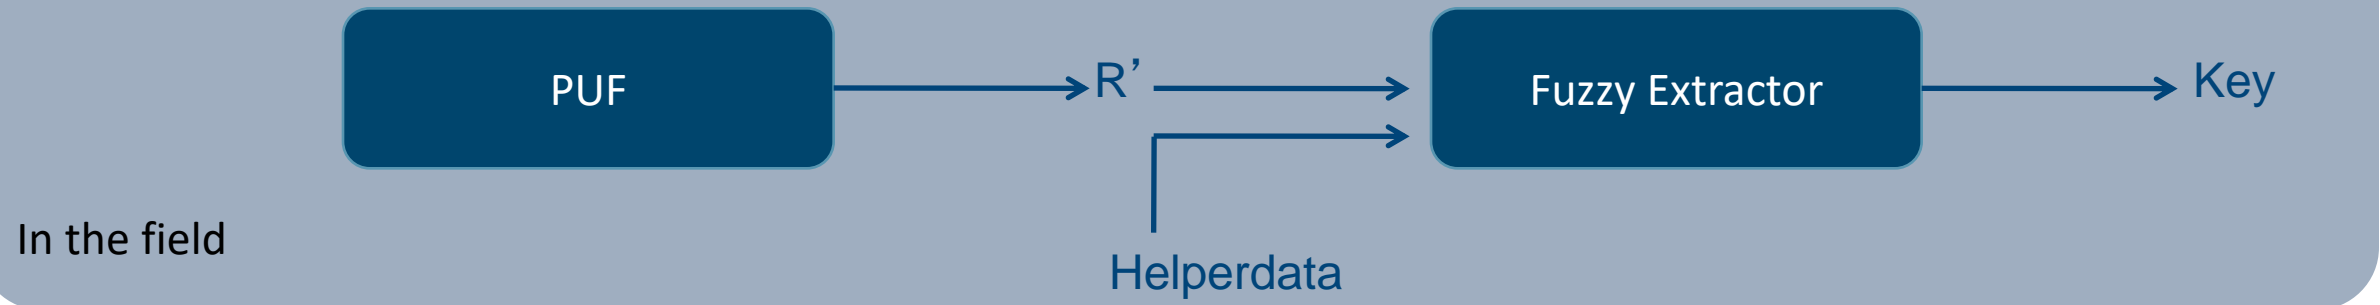 PUF
R’
Fuzzy Extractor
Key
In the field
Helperdata